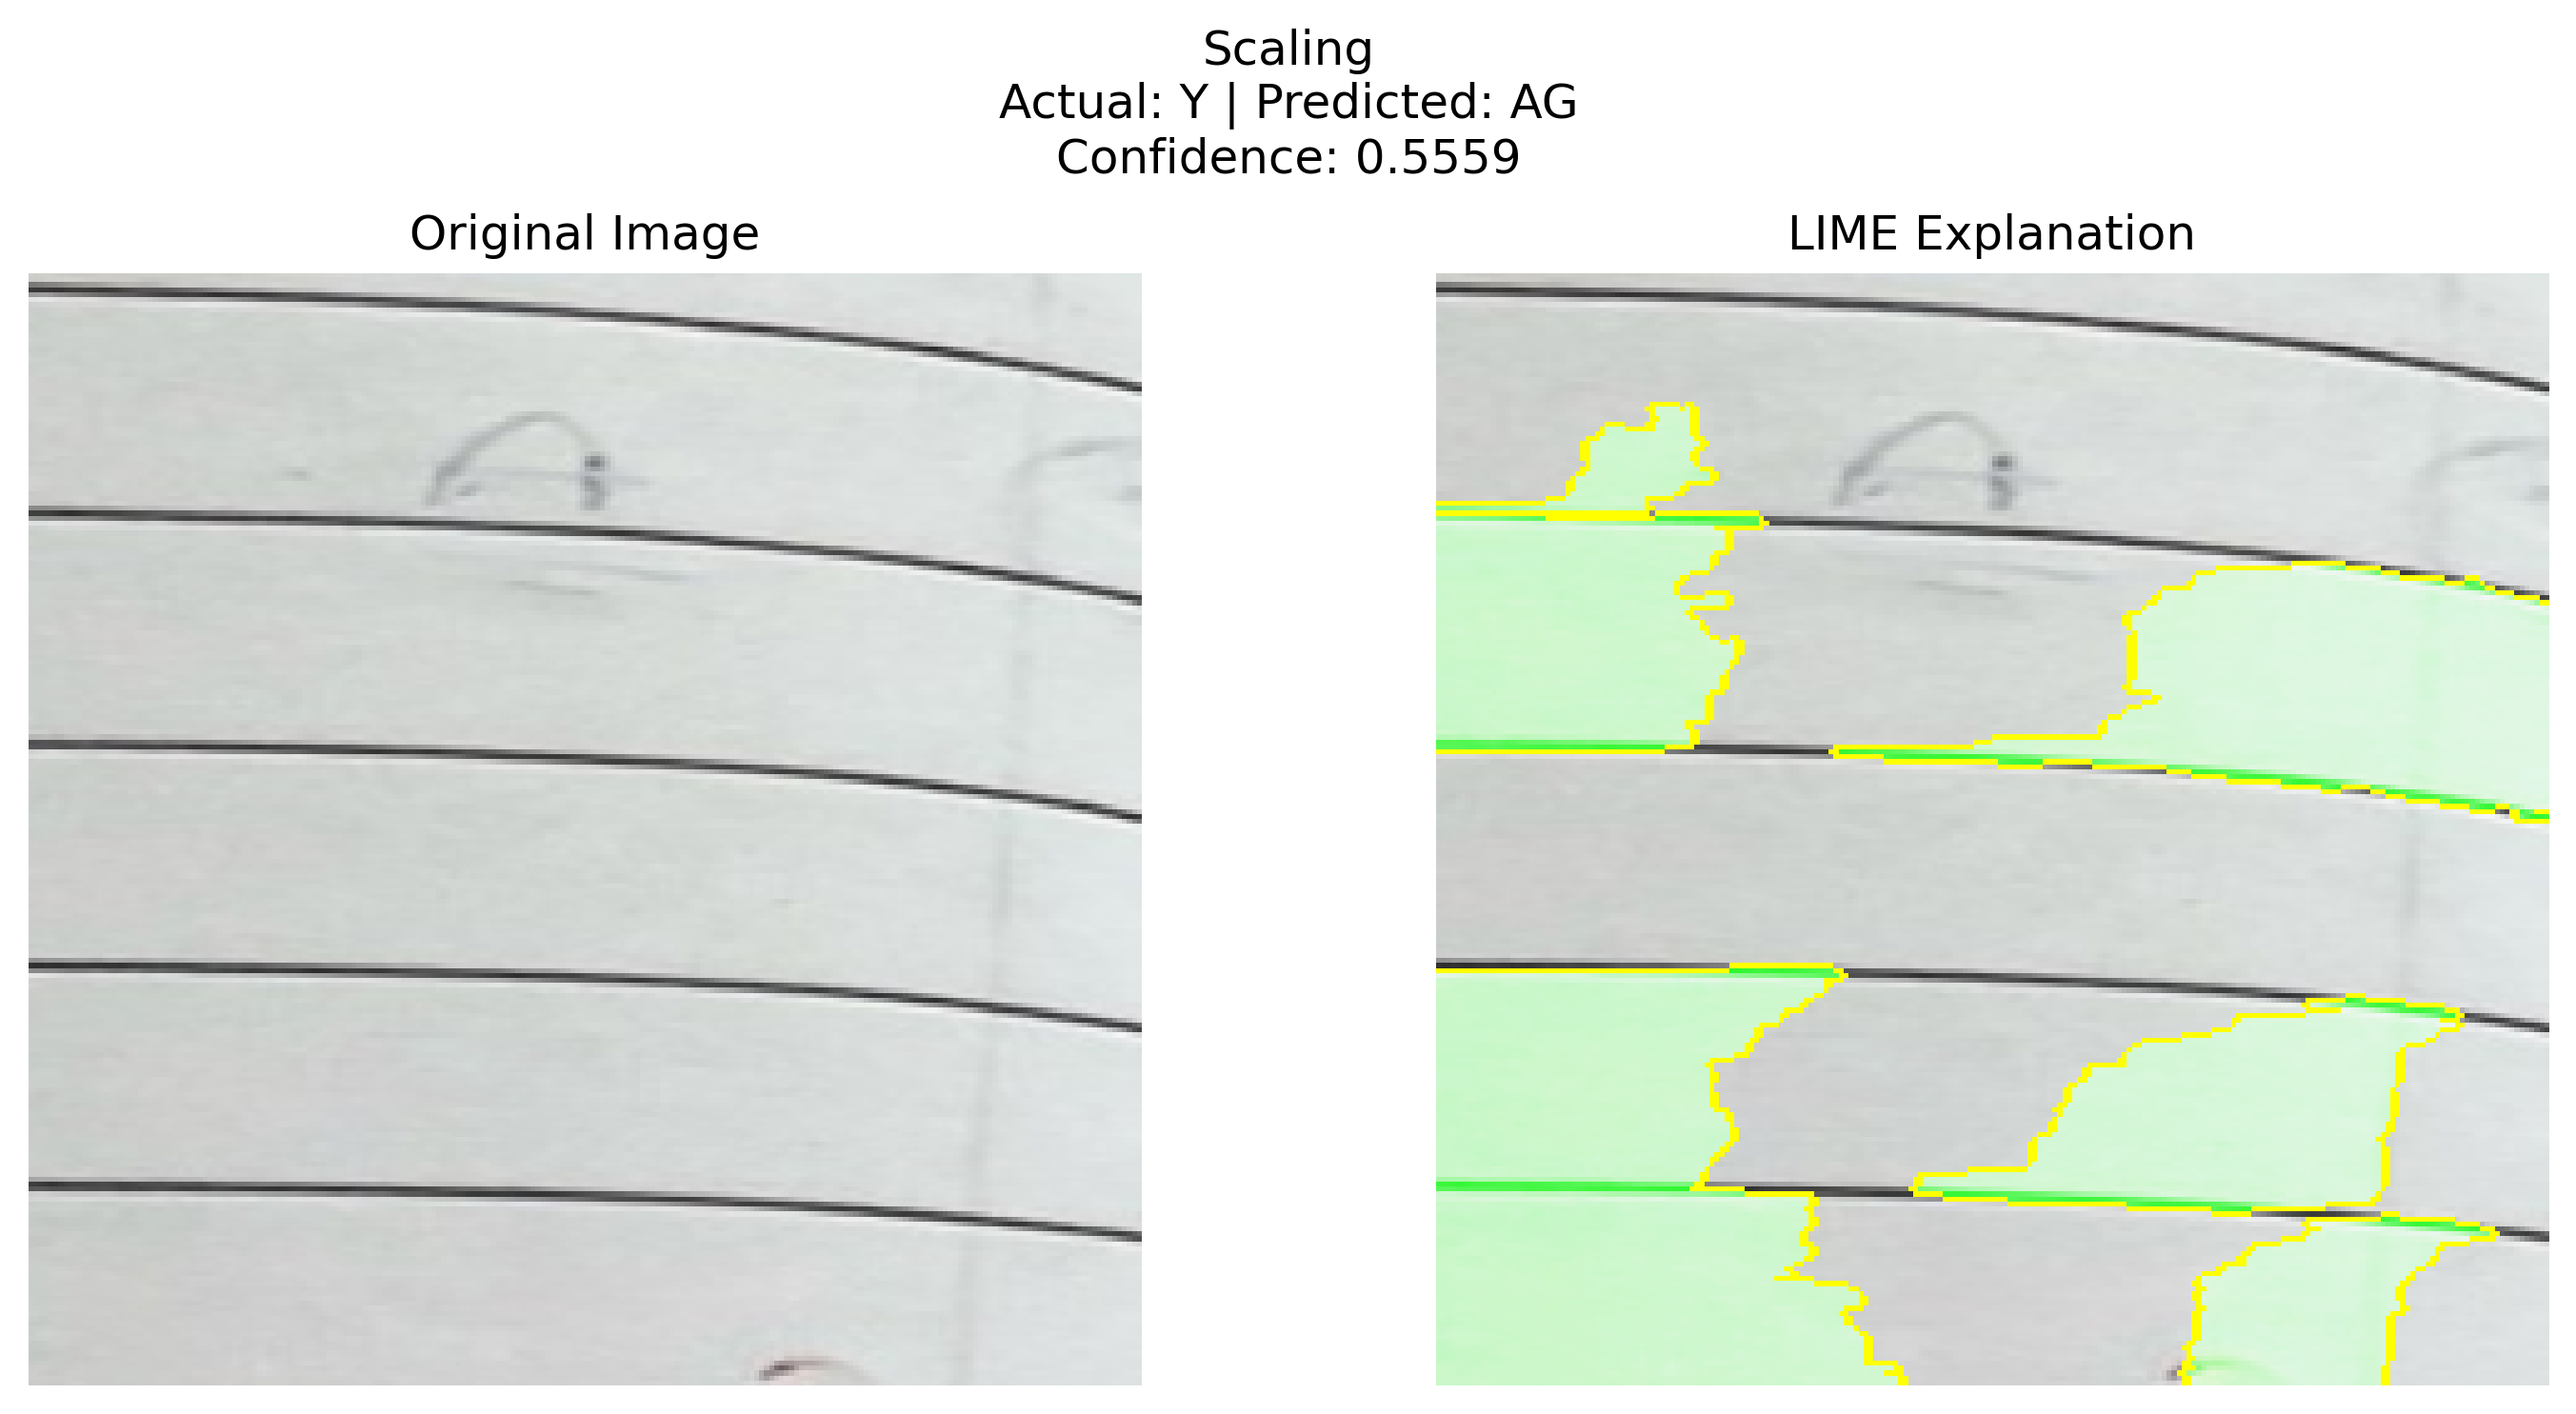 Scaling
Actual: Y | Predicted: AG
Confidence: 0.5559
Original Image
LIME Explanation